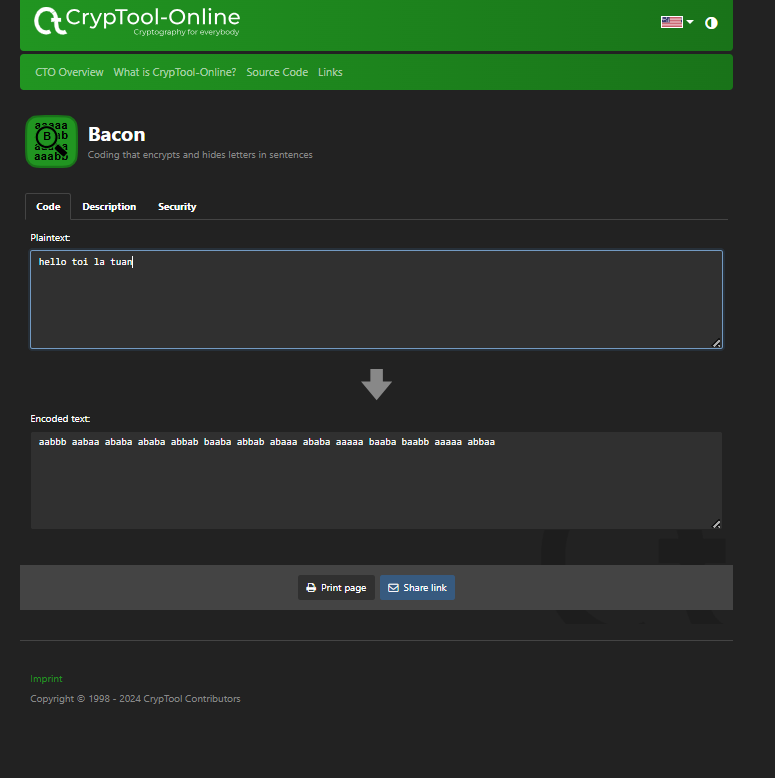 CrypTool-Online
Cryptography for everybody
CTO Overview What is CrypTool-Online? Source Code Links
Bacon
Coding that encrypts and hides letters in sentences
Code Description Security
Plaintext:
hello toi la tuan
Encoded text:
aabbb aabaa ababa ababa abbab baaba abbab abaaa ababa aaaaa baaba baabb aaaaa abbaa
Print page Share link
Imprint
Copyright © 1998 - 2024 CrypTool Contributors